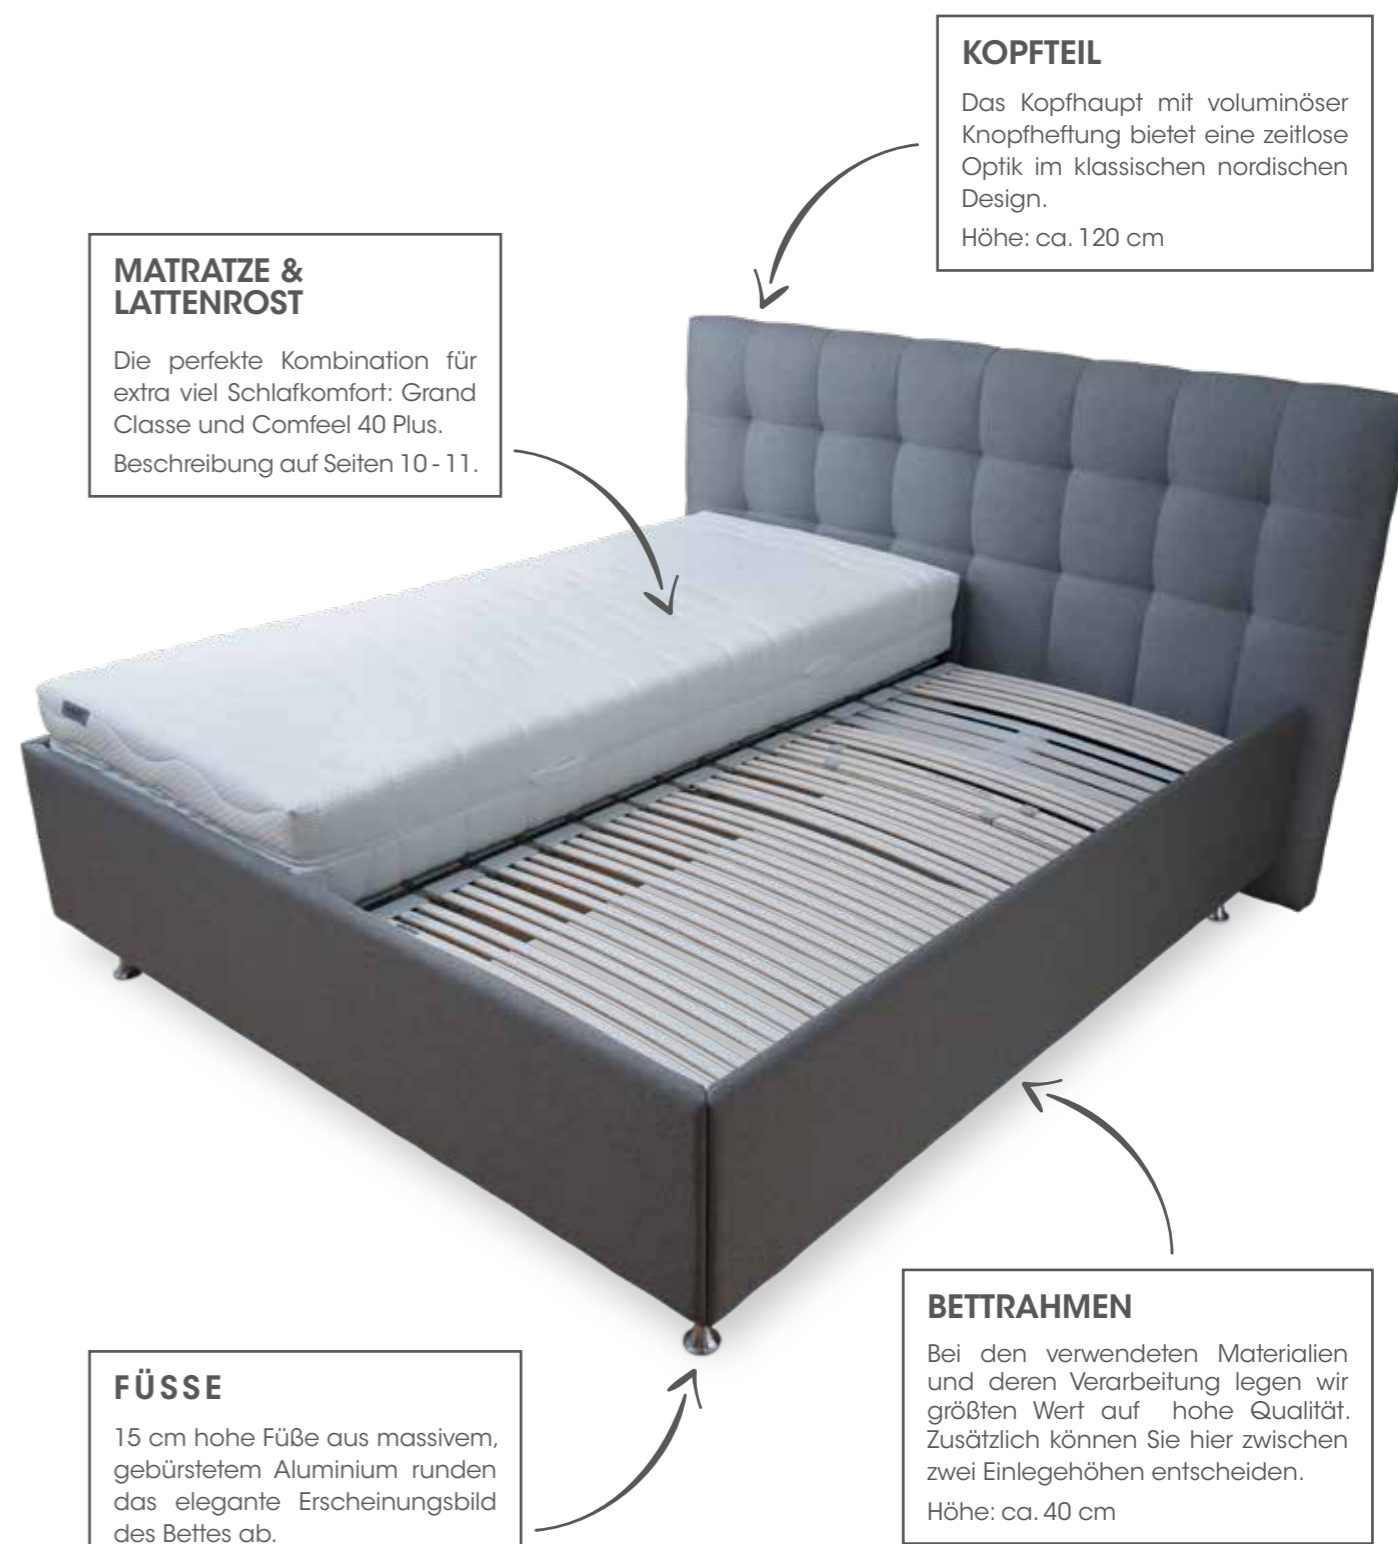 KOPFTEIL
Das Kopfhaupt mit voluminöser
Knopfheftung bietet eine zeitlose
Optik im klassischen nordischen
Design.
Höhe: ca. 120 cm
MATRATZE &
LATTENROST
Die perfekte Kombination für
extra viel Schlafkomfort: Grand
Classe und Comfeel 40 Plus.
Beschreibung auf Seiten 10 - 11.
BETTRAHMEN
Bei den verwendeten Materialien
und deren Verarbeitung legen wir
größten Wert auf hohe Qualität.
Zusätzlich können Sie hier zwischen
zwei Einlegehöhen entscheiden.
Höhe: ca. 40 cm
FÜSSE
15 cm hohe Füße aus massivem,
gebürstetem Aluminium runden
das elegante Erscheinungsbild
des Bettes ab.